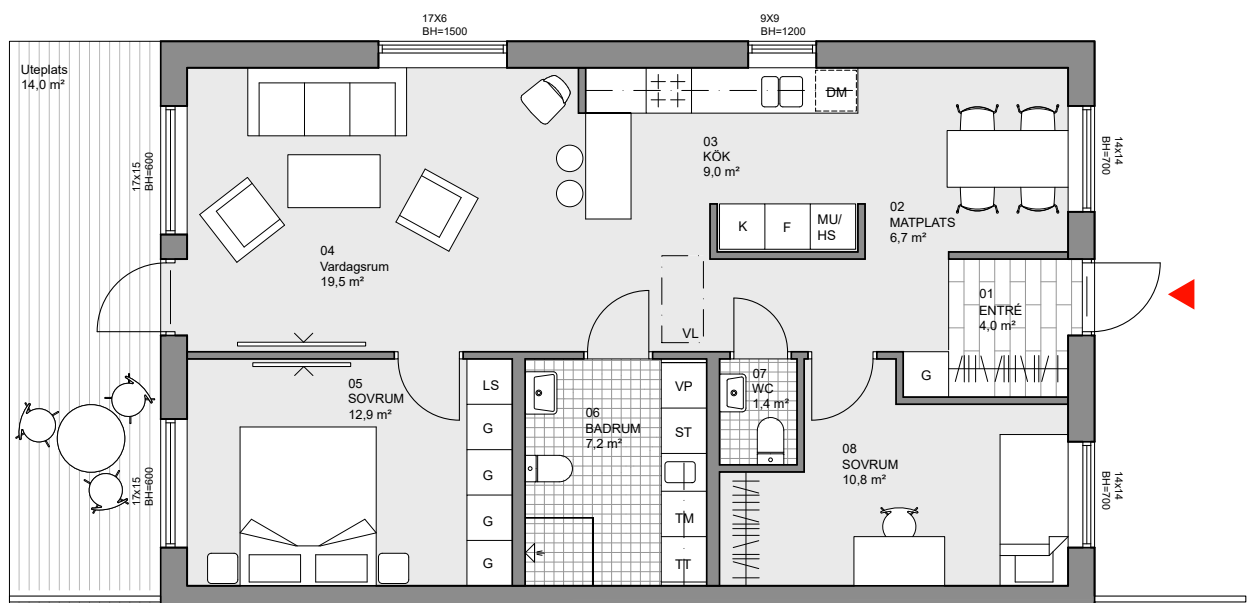 17X6
BH=1500
9X9
BH=1200
Uteplats
14,0 m²
17x15
BH=600
14x14
BH=700
DM
03
KÖK
9,0 m²
02
MATPLATS
6,7 m²
K
F
MU/
HS
04
Vardagsrum
19,5 m²
01
ENTRÉ
4,0 m²
VL
G
05
SOVRUM
12,9 m²
LS
G
G
G
G
06
BADRUM
7,2 m²
VP
ST
TM
TT
07
WC
1,4 m²
08
SOVRUM
10,8 m²
17x15
BH=600
14x14
BH=700